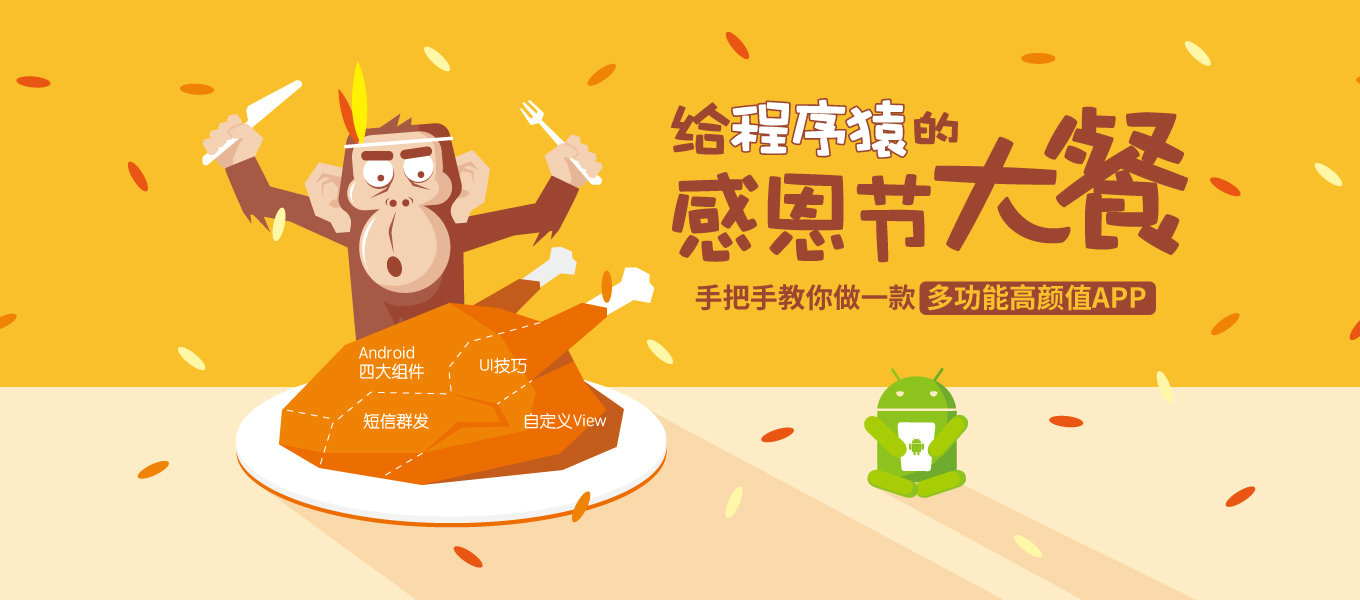 给程序猿的
感恩节大餐
手把手教你做一款 多功能高颜值APP
Android
四大组件
UI技巧
短信群发
自定义View